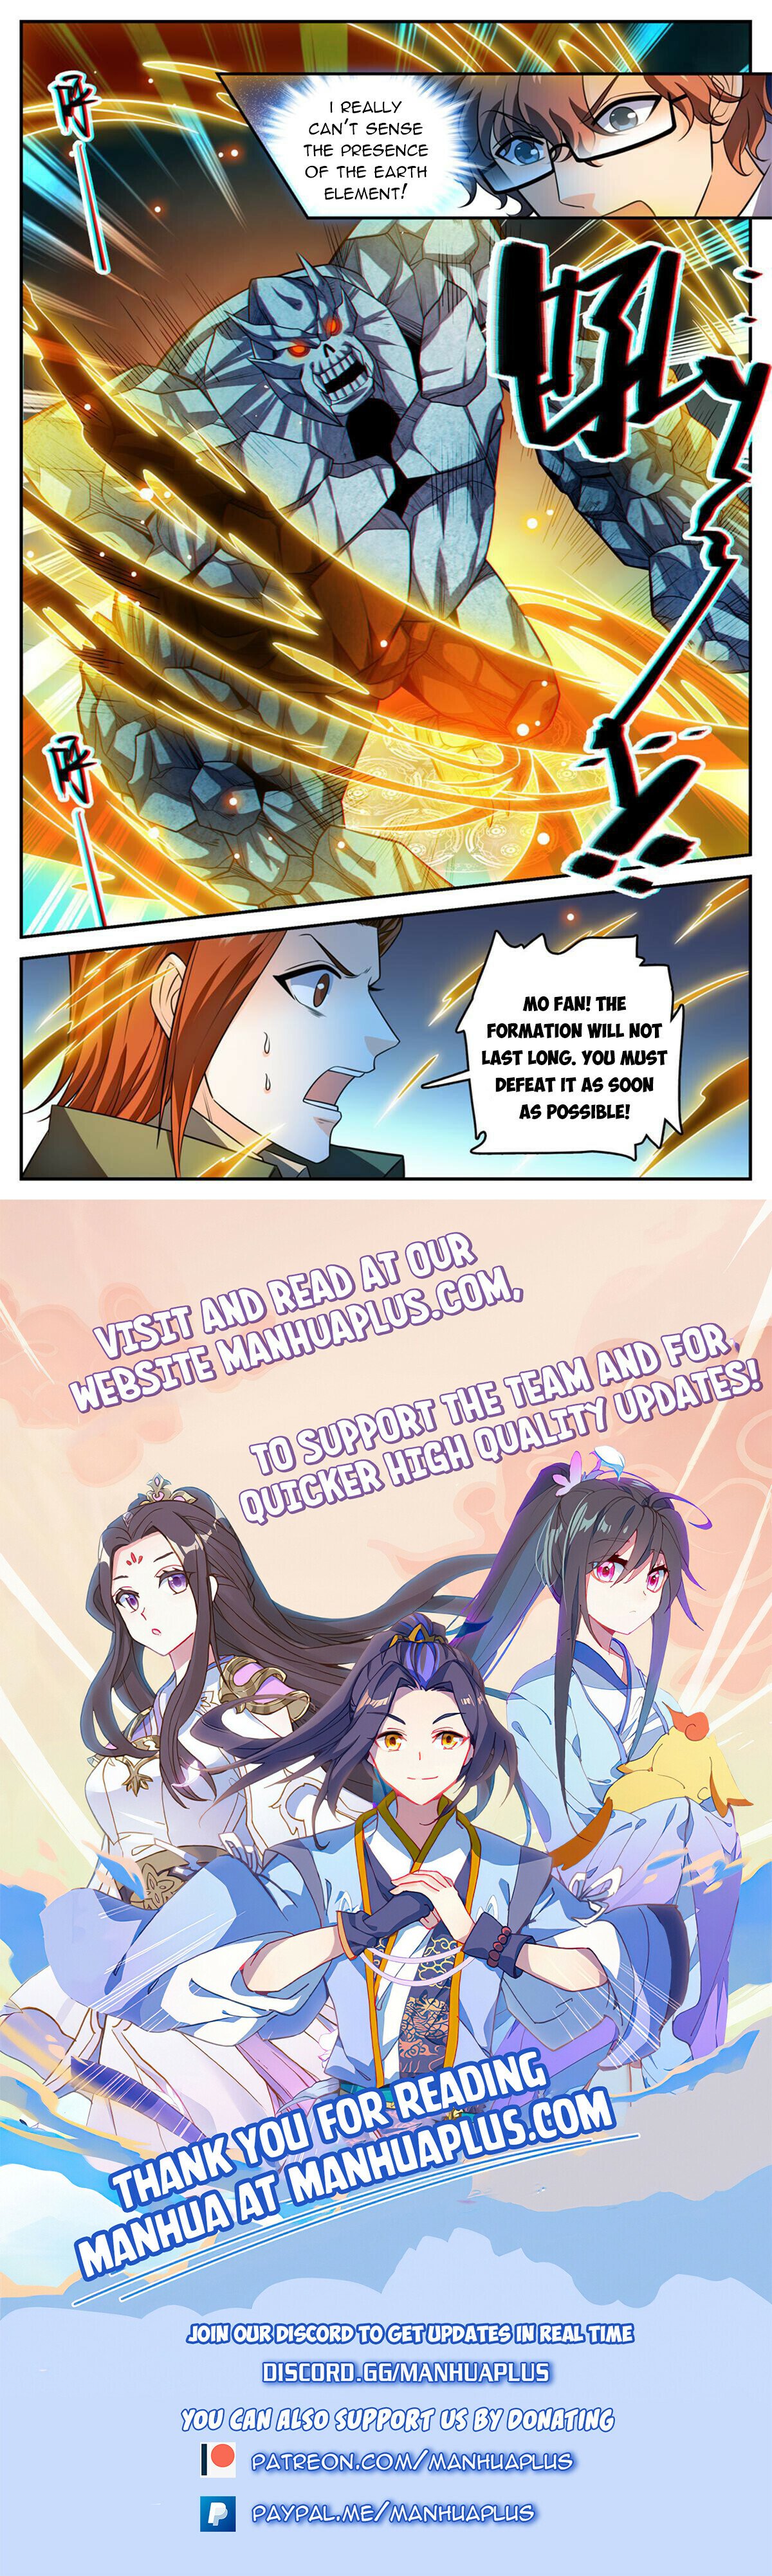 呼
I REALLY
CAN'T SENSE
THE PRESENCE
OF THE EARTH
ELEMENT!
吼
呼
MO FAN! THE
FORMATION WILL NOT
LAST LONG. YOU MUST
DEFEAT IT AS SOON
AS POSSIBLE!
VISIT AND READ AT OUR
WEBSITE MANHUAPLUS.COM,
TO SUPPORT THE TEAM AND FOR
QUICKER HIGH QUALITY UPDATES!
THANK YOU FOR READING
MANHUA AT MANHUAPLUS.COM
JOIN OUR DISCORD TO GET UPDATES IN REAL TIME
DISCORD.GG/MANHUAPLUS
YOU CAN ALSO SUPPORT US BY DONATING
PATREON.COM/MANHUAPLUS
PAYPAL.ME/MANHUAPLUS